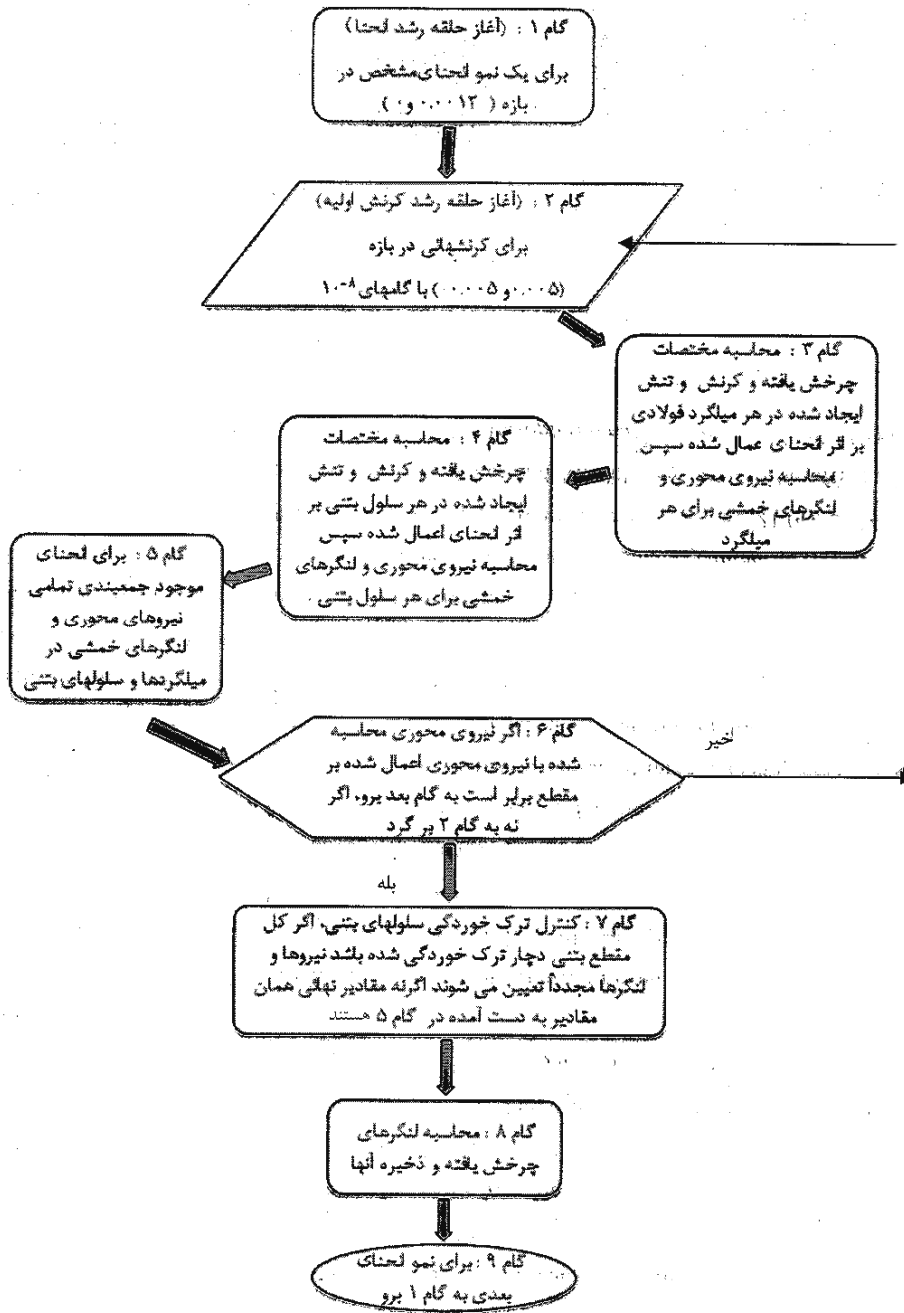 گام ۱ : (آغاز حلقه رشد انحنا)
برای یک نمو انحنای مشخص در
بازه ( ۰.۰۰۱۲ و ۰ )
گام ۲ : (آغاز حلقه رشد کرنش اولیه)
برای کرنشهائی در بازه
(۰.۰۰۵ و ۰.۰۰۵-) با گامهای ۱۰-۸
گام ۳ : محاسبه مختصات
چرخش یافته و کرنش و تنش
ایجاد شده در هر میلگرد فولادی
بر اثر انحنای عمال شده سپس
محاسبه نیروی محوری و
لنگرهای خمشی برای هر
میلگرد
گام ۴ : محاسبه مختصات
چرخش یافته و کرنش و تنش
ایجاد شده در هر سلول بتنی بر
اثر انحنای اعمال شده سپس
محاسبه نیروی محوری و لنگرهای
خمشی برای هر سلول بتنی .
گام ۵ : برای انحنای
موجود جمعبندی تمامی
نیروهای محوری و
لنگرهای خمشی در
میلگردها و سلولهای بتنی
گام ۶ : اگر نیروی محوری محاسبه
شده با نیروی محوری اعمال شده بر
مقطع برابر است به گام بعد برو، اگر
نه به گام ۲ بر گرد
خیر
بله
گام ۷ : کنترل ترک خوردگی سلولهای بتنی، اگر کل
مقطع بتنی دچار ترک خوردگی شده باشد نیروها و
لنگرها مجدداً تعیین می شوند اگرنه مقادیر نهائی همان
مقادیر به دست آمده در گام ۵ هستند
گام ۸ : محاسبه لنگرهای
چرخش یافته و ذخیره آنها
گام ۹ : برای نمو انحنای
بعدی به گام ۱ برو